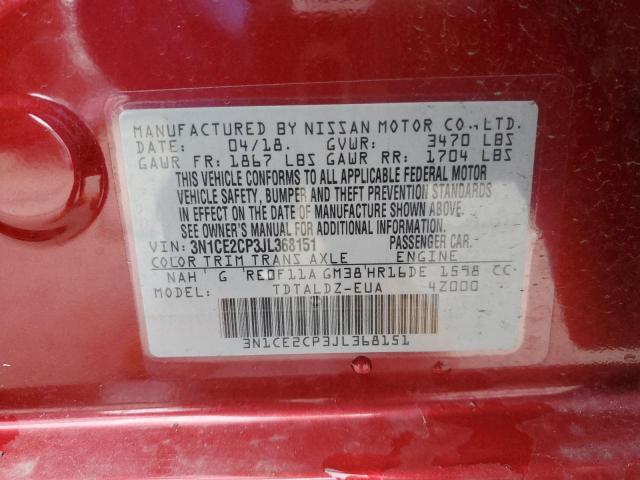 MANUFACTURED BY NISSAN MOTOR CO., LTD.
DATE: 04/18. GVWR: 3470 LBS
GAWR FR: 1867 LBS GAWR RR: 1704 LBS
THIS VEHICLE CONFORMS TO ALL APPLICABLE FEDERAL MOTOR
VEHICLE SAFETY, BUMPER AND THEFT PREVENTION STANDARDS
IN EFFECT ON THE DATE OF MANUFACTURE SHOWN ABOVE.
SEE OWNER'S MANUAL FOR ADDITIONAL INFORMATION.
VIN: 3N1CE2CP3JL368151 PASSENGER CAR.-
COLOR TRIM TRANS AXLE ENGINE
NAH ' G 'RE0F11A GM38'HR16DE 1598 CC
MODEL: TDTALDZ-EUA 4Z000
3N1CE2CP3JL368151